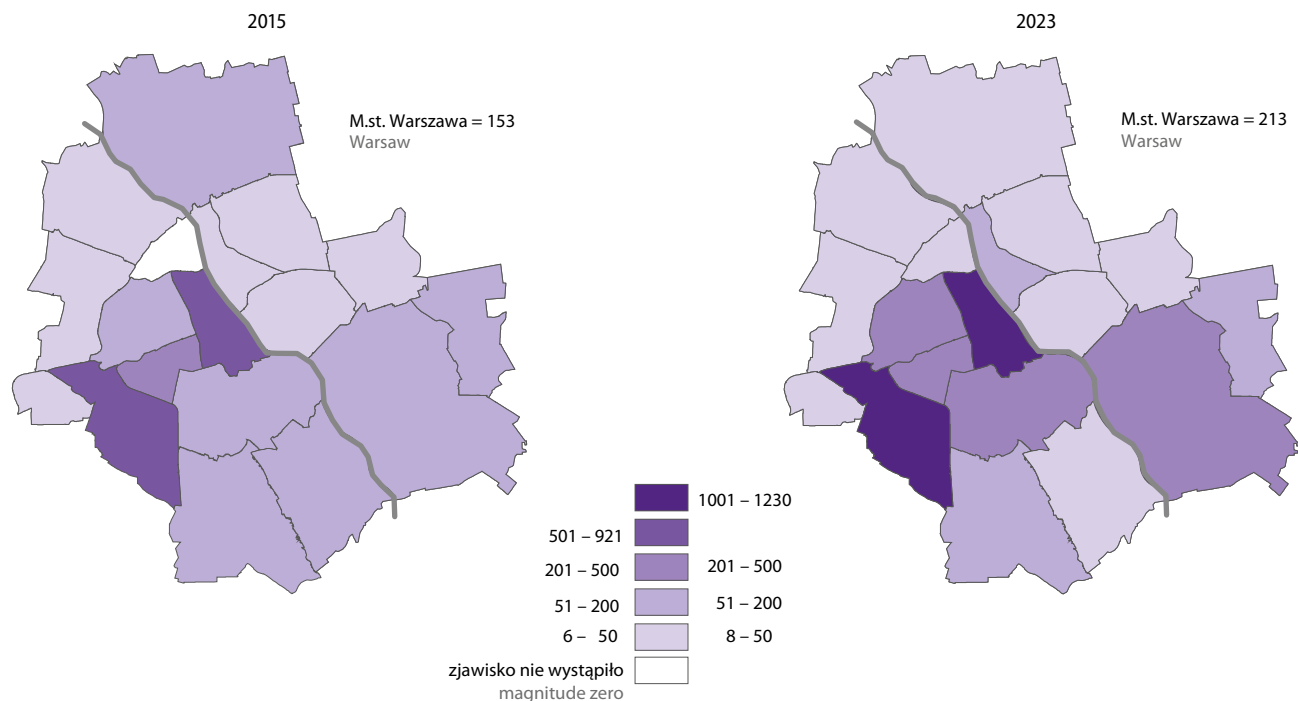 2015
2023
M.st. Warszawa = 153
Warsaw
M.st. Warszawa = 213
Warsaw
1001 – 1230
501 – 921
201 – 500
201 – 500
51 – 200
51 – 200
6 – 50
8 – 50
zjawisko nie wystąpiło
magnitude zero